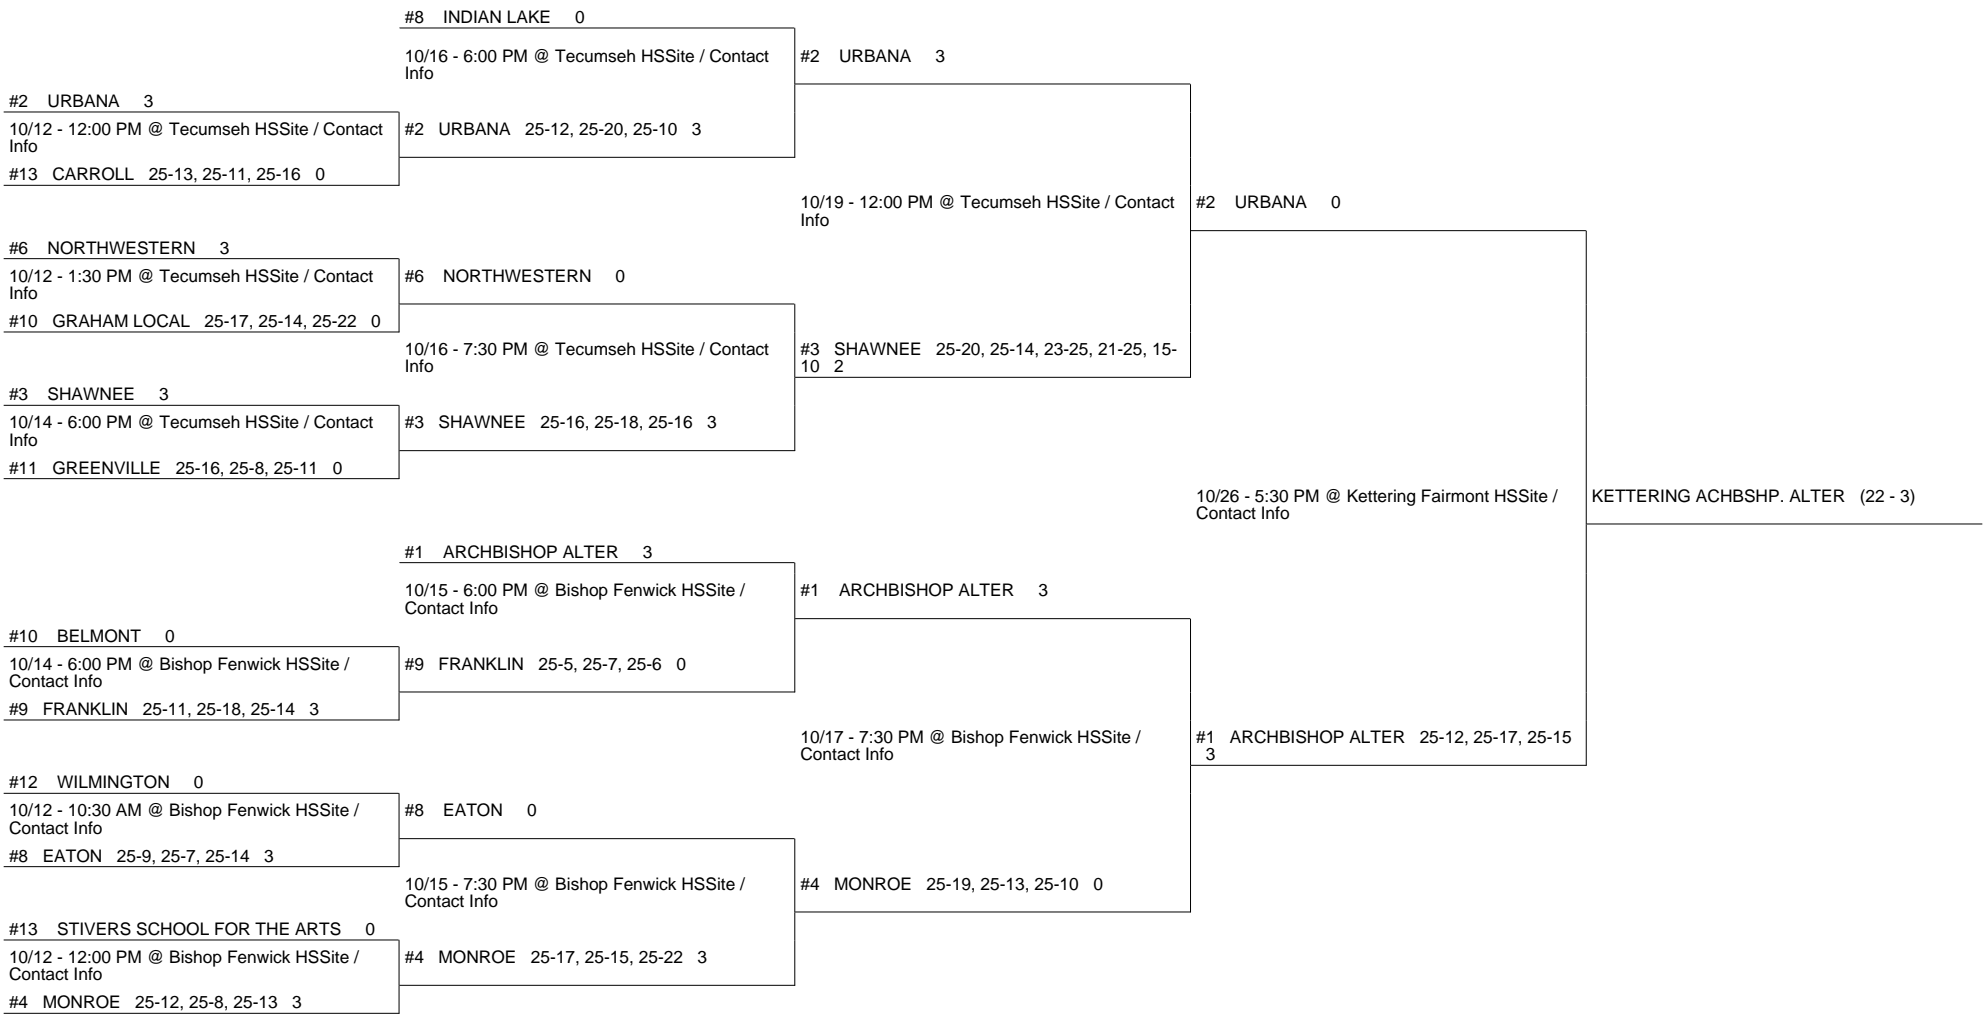 #8 INDIAN LAKE 0
10/16 - 6:00 PM @ Tecumseh HSSite / Contact
Info
#2 URBANA 3
#2 URBANA 3
10/12 - 12:00 PM @ Tecumseh HSSite / Contact
Info
#2 URBANA 25-12, 25-20, 25-10 3
#13 CARROLL 25-13, 25-11, 25-16 0
10/19 - 12:00 PM @ Tecumseh HSSite / Contact
Info
#2 URBANA 0
#6 NORTHWESTERN 3
10/12 - 1:30 PM @ Tecumseh HSSite / Contact
Info
#6 NORTHWESTERN 0
#10 GRAHAM LOCAL 25-17, 25-14, 25-22 0
10/16 - 7:30 PM @ Tecumseh HSSite / Contact
Info
#3 SHAWNEE 25-20, 25-14, 23-25, 21-25, 15-
10 2
#3 SHAWNEE 3
10/14 - 6:00 PM @ Tecumseh HSSite / Contact
Info
#3 SHAWNEE 25-16, 25-18, 25-16 3
#11 GREENVILLE 25-16, 25-8, 25-11 0
10/26 - 5:30 PM @ Kettering Fairmont HSSite /
Contact Info
KETTERING ACHBSHP. ALTER (22 - 3)
#1 ARCHBISHOP ALTER 3
10/15 - 6:00 PM @ Bishop Fenwick HSSite /
Contact Info
#1 ARCHBISHOP ALTER 3
#10 BELMONT 0
10/14 - 6:00 PM @ Bishop Fenwick HSSite /
Contact Info
#9 FRANKLIN 25-5, 25-7, 25-6 0
#9 FRANKLIN 25-11, 25-18, 25-14 3
10/17 - 7:30 PM @ Bishop Fenwick HSSite /
Contact Info
#1 ARCHBISHOP ALTER 25-12, 25-17, 25-15
3
#12 WILMINGTON 0
10/12 - 10:30 AM @ Bishop Fenwick HSSite /
Contact Info
#8 EATON 0
#8 EATON 25-9, 25-7, 25-14 3
10/15 - 7:30 PM @ Bishop Fenwick HSSite /
Contact Info
#4 MONROE 25-19, 25-13, 25-10 0
#13 STIVERS SCHOOL FOR THE ARTS 0
10/12 - 12:00 PM @ Bishop Fenwick HSSite /
Contact Info
#4 MONROE 25-17, 25-15, 25-22 3
#4 MONROE 25-12, 25-8, 25-13 3